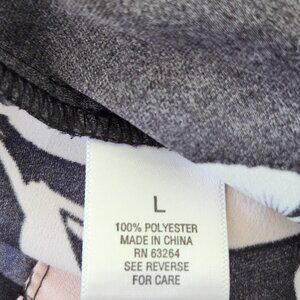 L
100% POLYESTER
MADE IN CHINA
RN 63264
SEE REVERSE
FOR CARE